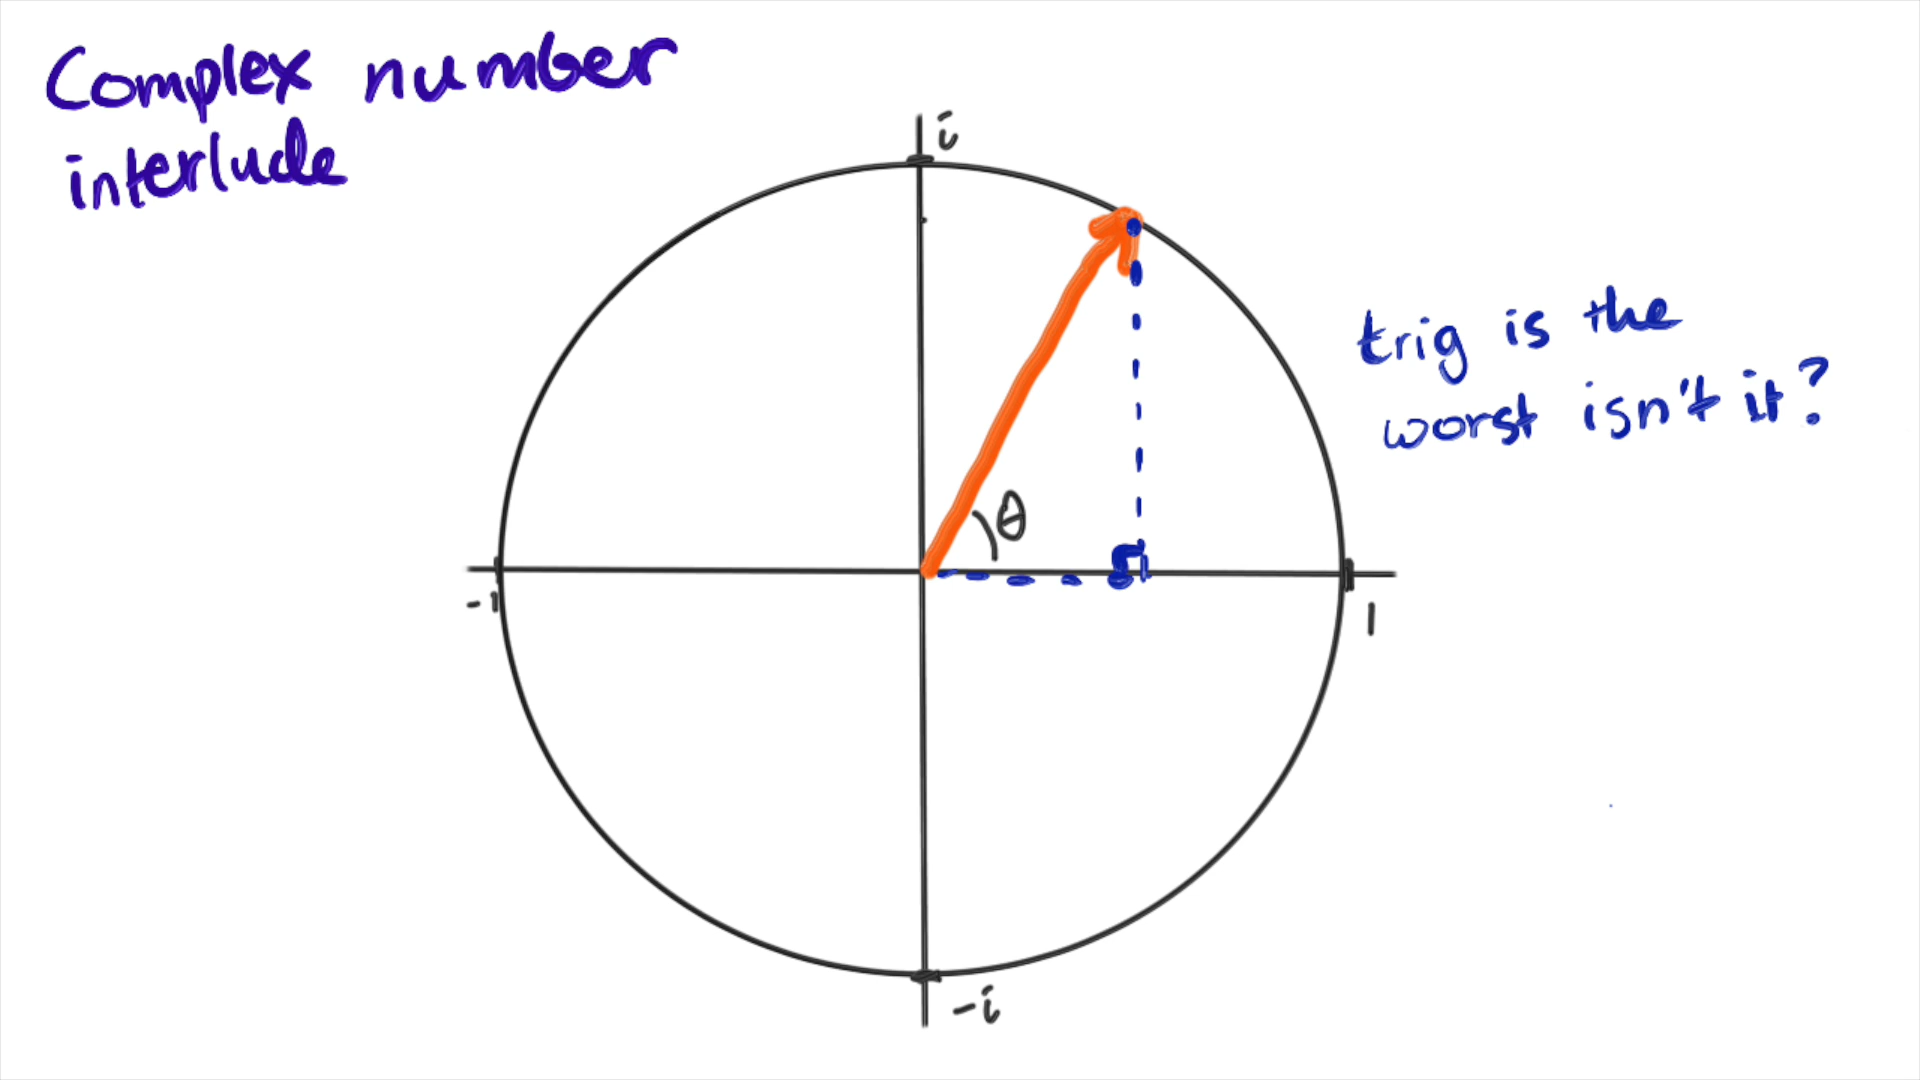 Complex number
interlude
i
θ
trig is the
worst isn't it?
-1
1
-i